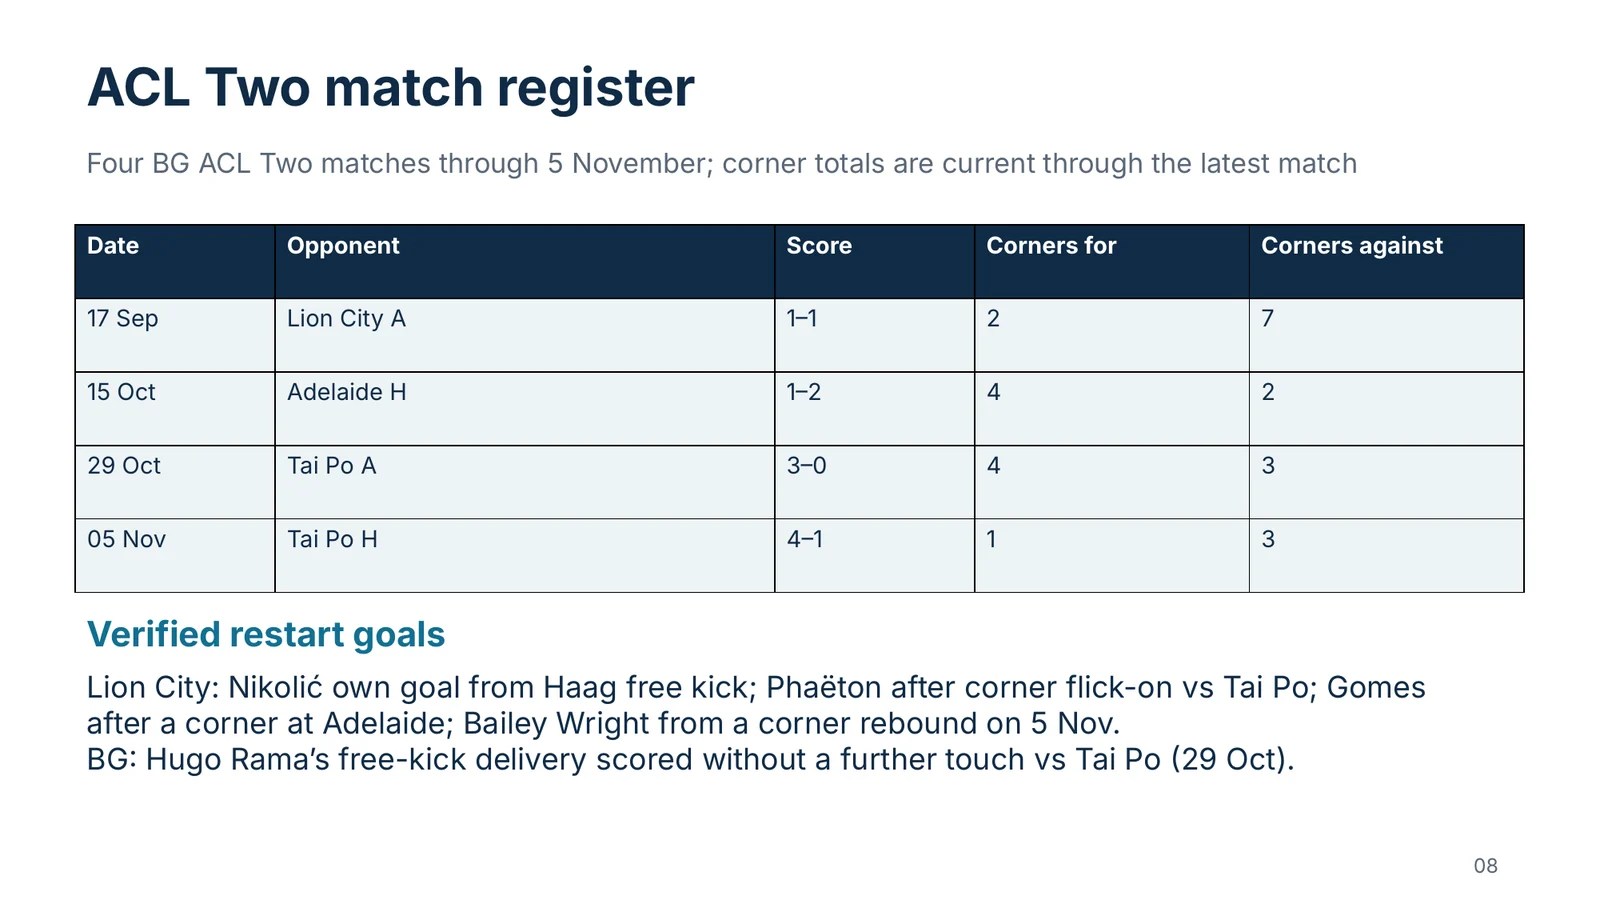 ACL Two match register
Four BG ACL Two matches through 5 November; corner totals are current through the latest match
Date Opponent Score Corners for Corners against
17 Sep Lion City A 1–1 2 7
15 Oct Adelaide H 1–2 4 2
29 Oct Tai Po A 3–0 4 3
05 Nov Tai Po H 4–1 1 3
Verified restart goals
Lion City: Nikolić own goal from Haag free kick; Phaëton after corner flick-on vs Tai Po; Gomes
after a corner at Adelaide; Bailey Wright from a corner rebound on 5 Nov.
BG: Hugo Rama’s free-kick delivery scored without a further touch vs Tai Po (29 Oct).
08